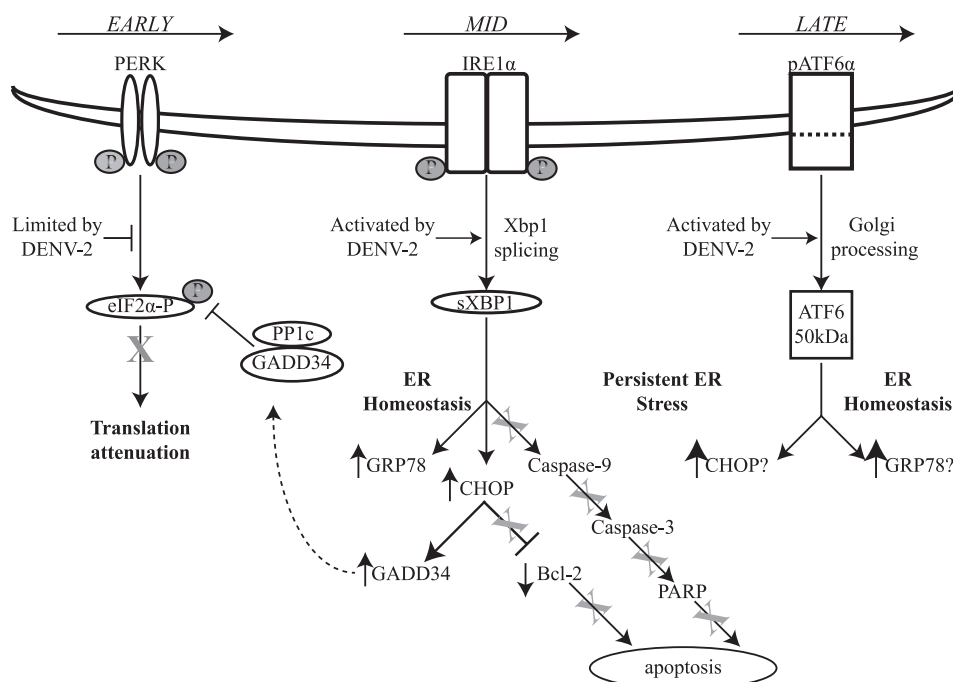 EARLY
MID
LATE
PERK
IRE1α
pATF6α
P
P
P
P
Limited by
DENV-2
Activated by
DENV-2
Xbp1
splicing
Activated by
DENV-2
Golgi
processing
P
eIF2α-P
sXBP1
ATF6
50kDa
PP1c
GADD34
X
ER
Homeostasis
Persistent ER
Stress
ER
Homeostasis
Translation
attenuation
X
GRP78
Caspase-9
CHOP?
GRP78?
CHOP
X
X
Caspase-3
X
GADD34
Bcl-2
PARP
X
X
apoptosis